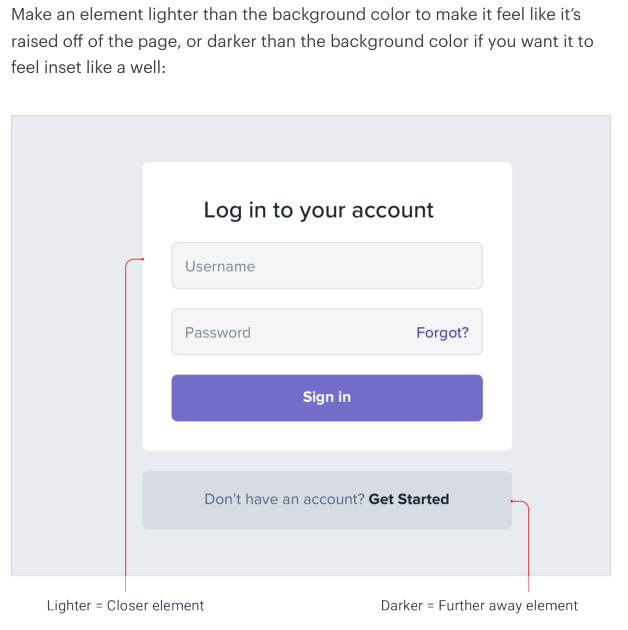 Make an element lighter than the background color to make it feel like it’s
raised off of the page, or darker than the background color if you want it to
feel inset like a well:
Log in to your account
Username
Password Forgot?
Sign in
Don’t have an account? Get Started
Lighter = Closer element Darker = Further away element